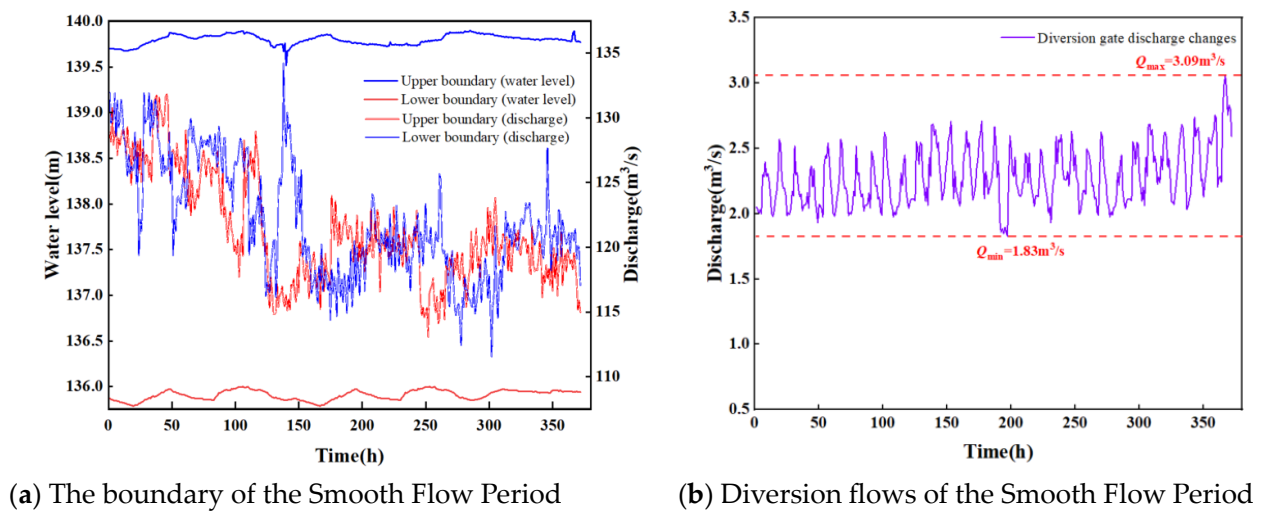 140.0
139.5
139.0
138.5
138.0
137.5
137.0
136.5
136.0
Water level(m)
0 50 100 150 200 250 300 350
Time(h)
135
130
125
120
115
110
Discharge(m³/s)
Upper boundary (water level)
Lower boundary (water level)
Upper boundary (discharge)
Lower boundary (discharge)
(a) The boundary of the Smooth Flow Period
3.5
3.0
2.5
2.0
1.5
1.0
0.5
Discharge(m³/s)
0 50 100 150 200 250 300 350
Time(h)
Diversion gate discharge changes
Qmax=3.09m³/s
Qmin=1.83m³/s
(b) Diversion flows of the Smooth Flow Period